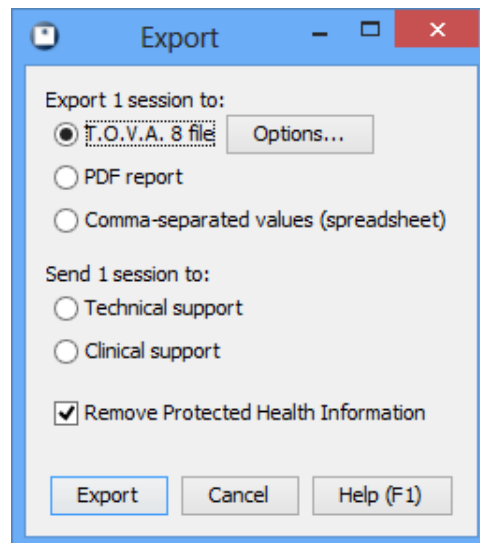 Export
Export 1 session to:
T.O.V.A. 8 file Options...
PDF report
Comma-separated values (spreadsheet)
Send 1 session to:
Technical support
Clinical support
Remove Protected Health Information
Export Cancel Help (F1)